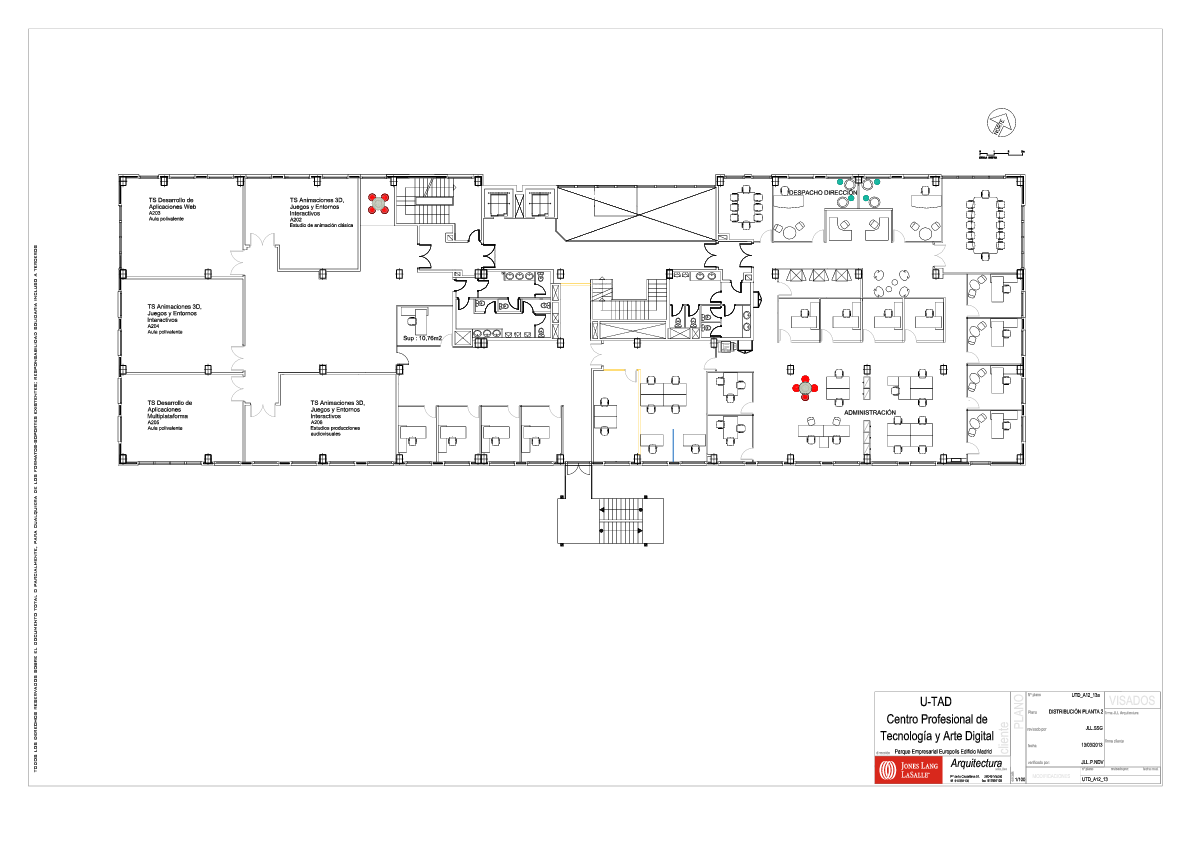 NORTE
TS Desarrollo de
Aplicaciones Web
A203
Aula polivalente
TS Animaciones 3D,
Juegos y Entornos
Interactivos
A202
Estudio de animación clásica
DESPACHO DIRECCIÓN
TS Animaciones 3D,
Juegos y Entornos
Interactivos
A204
Aula polivalente
Sup : 10,76m2
TS Desarrollo de
Aplicaciones
Multiplataforma
A205
Aula polivalente
TS Animaciones 3D,
Juegos y Entornos
Interactivos
A206
Estudios producciones
audiovisuales
ADMINISTRACIÓN
TODOS LOS DERECHOS RESERVADOS SOBRE EL DOCUMENTO TOTAL O PARCIALMENTE, PARA CUALQUIERA DE LOS FORMATOS SOPORTES EXISTENTES; RESPONSABILIDAD EDUCARIA INCLUSO A TERCEROS
U-TAD
Centro Profesional de
Tecnología y Arte Digital
Parque Empresarial Europolis Edificio Madrid
cliente
PLANO
JONES LANG
LASALLE
Arquitectura
1/100
Nº plano
UTD_A12_13a
Plano
DISTRIBUCIÓN PLANTA 2
revisado por:
JLL.SSG
fecha:
13/03/2013
verificado por:
JLL.P.NDV
VISADOS
UTD_A12_13